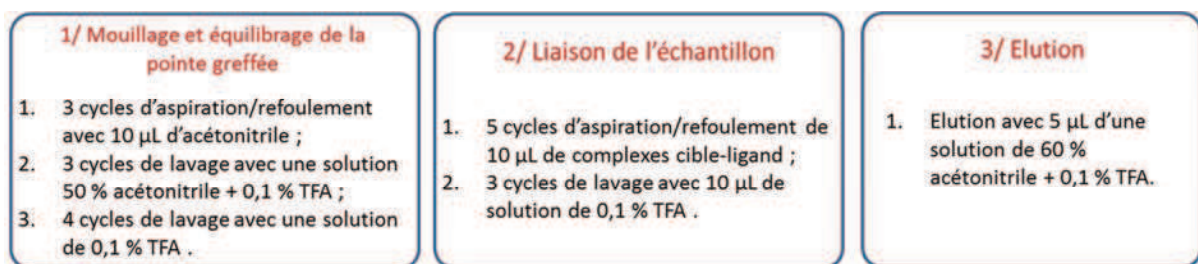 1/ Mouillage et équilibrage de la
pointe greffée
1. 3 cycles d'aspiration/refoulement
avec 10 µL d'acétonitrile ;
2. 3 cycles de lavage avec une solution
50 % acétonitrile + 0,1 % TFA ;
3. 4 cycles de lavage avec une solution
de 0,1 % TFA .
2/ Liaison de l'échantillon
1. 5 cycles d'aspiration/refoulement de
10 µL de complexes cible-ligand ;
2. 3 cycles de lavage avec 10 µL de
solution de 0,1 % TFA .
3/ Elution
1. Elution avec 5 µL d'une
solution de 60 %
acétonitrile + 0,1 % TFA.